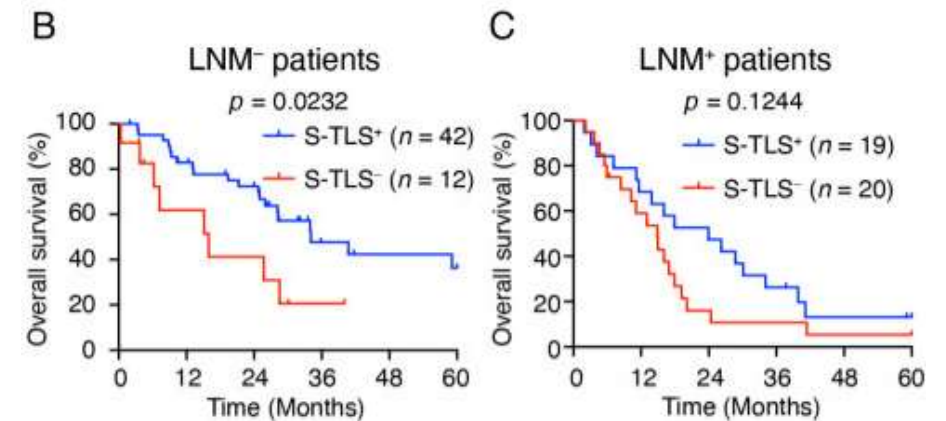 B
LNM⁻ patients
p = 0.0232
S-TLS⁺ (n = 42)
S-TLS⁻ (n = 12)
Overall survival (%)
100
80
60
40
20
0
0 12 24 36 48 60
Time (Months)
C
LNM⁺ patients
p = 0.1244
S-TLS⁺ (n = 19)
S-TLS⁻ (n = 20)
Overall survival (%)
100
80
60
40
20
0
0 12 24 36 48 60
Time (Months)